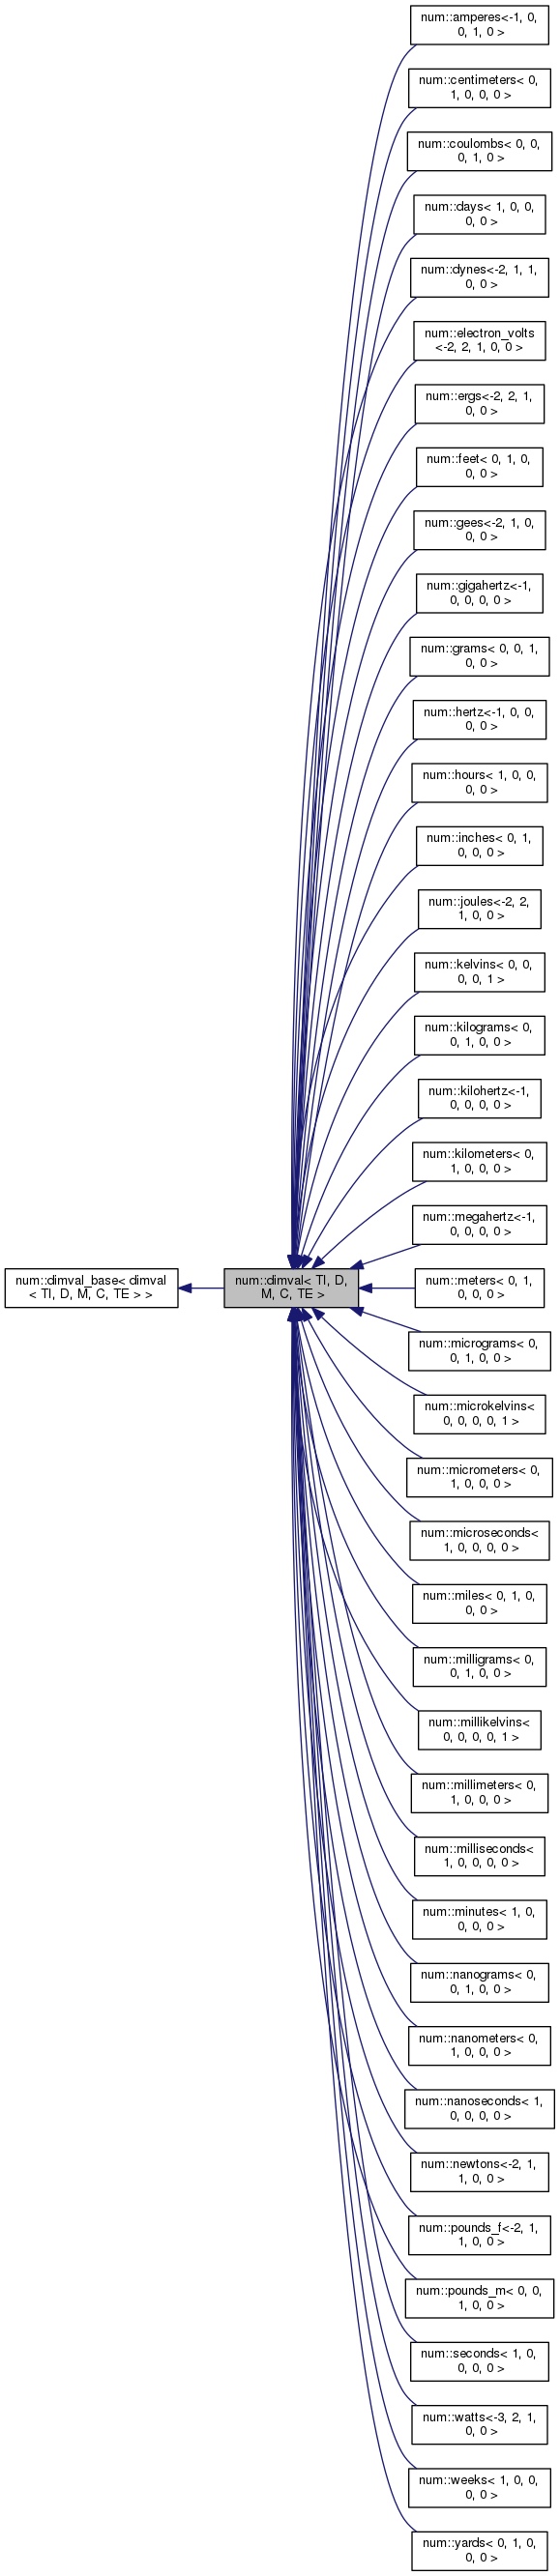 num::amperes<-1, 0,
0, 1, 0 >
num::centimeters< 0,
1, 0, 0, 0 >
num::coulombs< 0, 0,
0, 1, 0 >
num::days< 1, 0, 0,
0, 0 >
num::dynes<-2, 1, 1,
0, 0 >
num::electron_volts
<-2, 2, 1, 0, 0 >
num::ergs<-2, 2, 1,
0, 0 >
num::feet< 0, 1, 0,
0, 0 >
num::gees<-2, 1, 0,
0, 0 >
num::gigahertz<-1,
0, 0, 0, 0 >
num::grams< 0, 0, 1,
0, 0 >
num::hertz<-1, 0, 0,
0, 0 >
num::hours< 1, 0, 0,
0, 0 >
num::inches< 0, 1,
0, 0, 0 >
num::joules<-2, 2,
1, 0, 0 >
num::kelvins< 0, 0,
0, 0, 1 >
num::kilograms< 0,
0, 1, 0, 0 >
num::kilohertz<-1,
0, 0, 0, 0 >
num::kilometers< 0,
1, 0, 0, 0 >
num::megahertz<-1,
0, 0, 0, 0 >
num::dimval_base< dimval
< TI, D, M, C, TE > >
num::dimval< TI, D,
M, C, TE >
num::meters< 0, 1,
0, 0, 0 >
num::micrograms< 0,
0, 1, 0, 0 >
num::microkelvins<
0, 0, 0, 0, 1 >
num::micrometers< 0,
1, 0, 0, 0 >
num::microseconds<
1, 0, 0, 0, 0 >
num::miles< 0, 1, 0,
0, 0 >
num::milligrams< 0,
0, 1, 0, 0 >
num::millikelvins<
0, 0, 0, 0, 1 >
num::millimeters< 0,
1, 0, 0, 0 >
num::milliseconds<
1, 0, 0, 0, 0 >
num::minutes< 1, 0,
0, 0, 0 >
num::nanograms< 0,
0, 1, 0, 0 >
num::nanometers< 0,
1, 0, 0, 0 >
num::nanoseconds< 1,
0, 0, 0, 0 >
num::newtons<-2, 1,
1, 0, 0 >
num::pounds_f<-2, 1,
1, 0, 0 >
num::pounds_m< 0, 0,
1, 0, 0 >
num::seconds< 1, 0,
0, 0, 0 >
num::watts<-3, 2, 1,
0, 0 >
num::weeks< 1, 0, 0,
0, 0 >
num::yards< 0, 1, 0,
0, 0 >